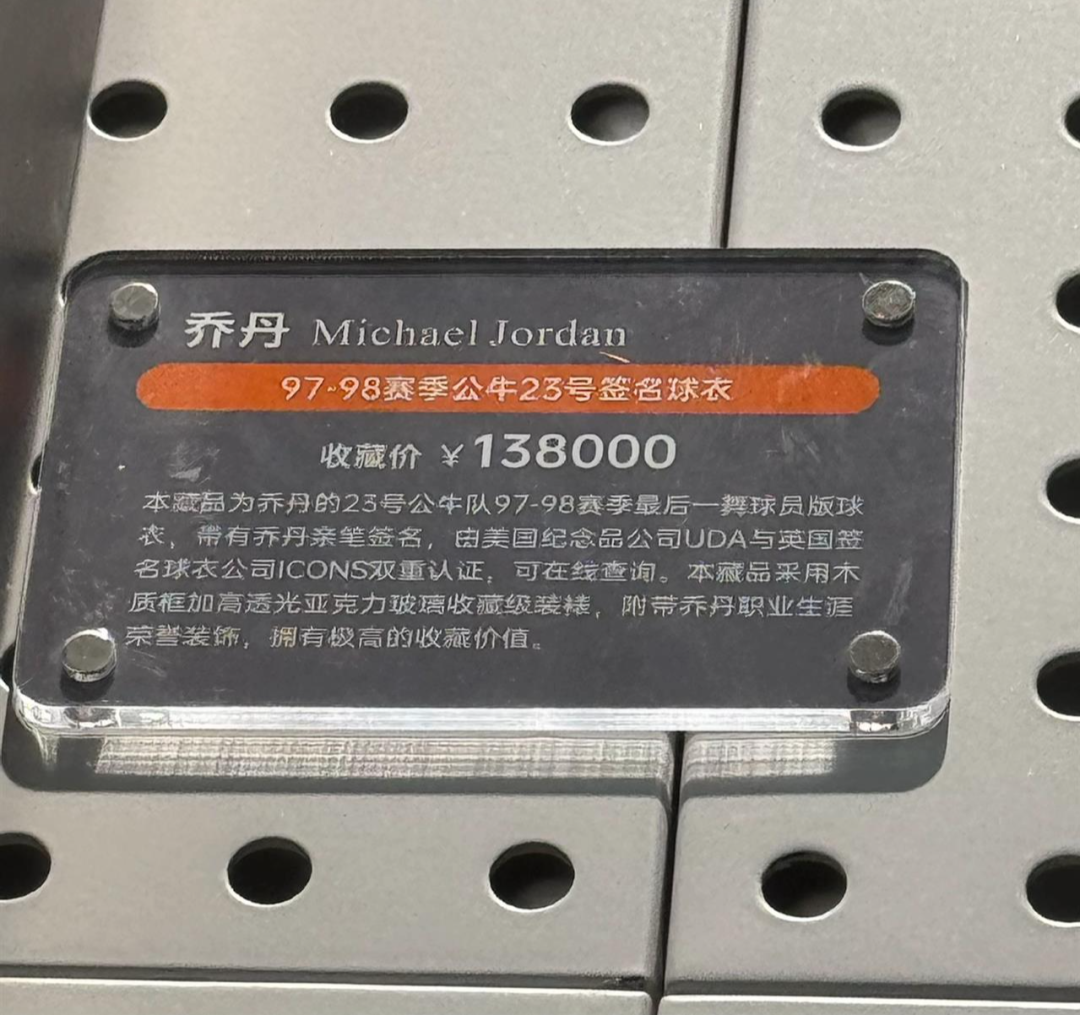 乔丹 Michael Jordan
97-98赛季公牛23号签名球衣
收藏价 ¥138000
本藏品为乔丹的23号公牛队97-98赛季最后一舞球员版球
衣，带有乔丹亲笔签名，由美国纪念品公司UDA与英国签
名球衣公司ICONS双重认证，可在线查询。本藏品采用木
质框加高透光亚克力玻璃收藏级装裱，附带乔丹职业生涯
荣誉装饰，拥有极高的收藏价值。